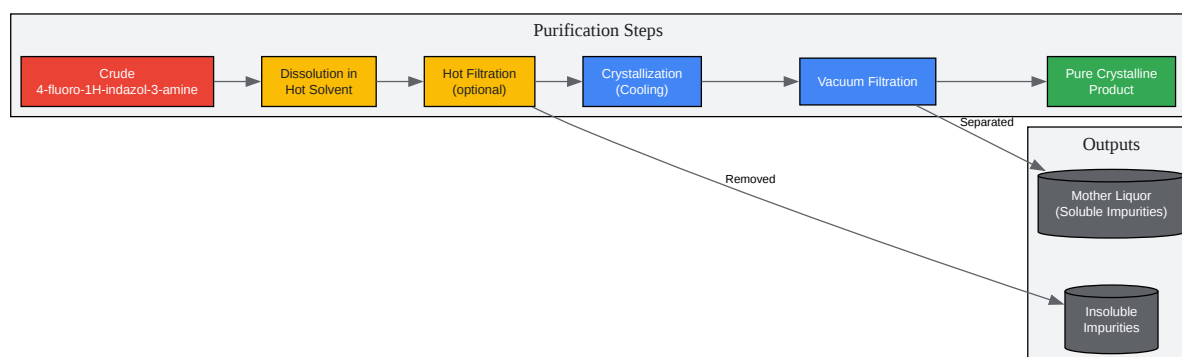 Purification Steps
Crude
4-fluoro-1H-indazol-3-amine
Dissolution in
Hot Solvent
Hot Filtration
(optional)
Crystallization
(Cooling)
Vacuum Filtration
Pure Crystalline
Product
Separated
Removed
Outputs
Mother Liquor
(Soluble Impurities)
Insoluble
Impurities